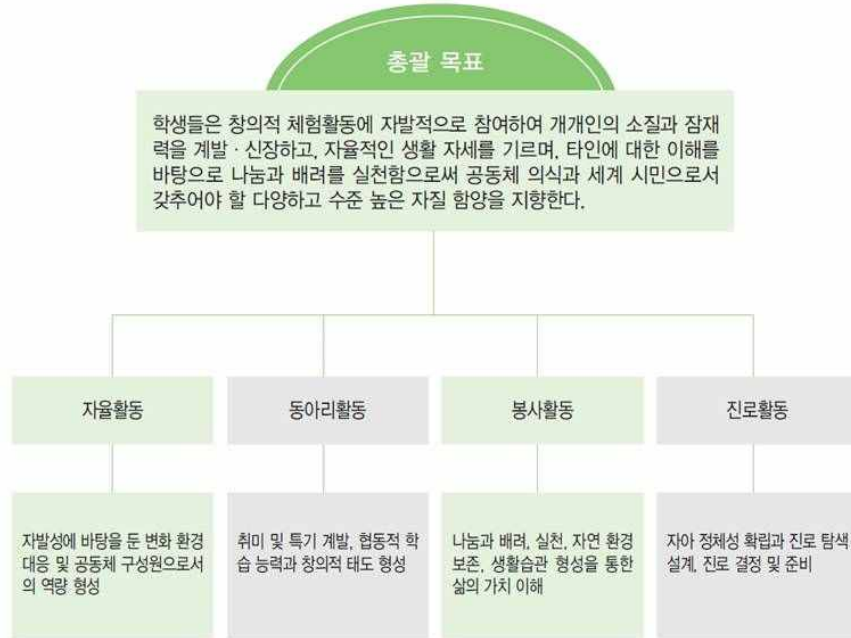 총괄 목표
학생들은 창의적 체험활동에 자발적으로 참여하여 개개인의 소질과 잠재
력을 계발·신장하고, 자율적인 생활 자세를 기르며, 타인에 대한 이해를
바탕으로 나눔과 배려를 실천함으로써 공동체 의식과 세계 시민으로서
갖추어야 할 다양하고 수준 높은 자질 함양을 지향한다.
자율활동
동아리활동
봉사활동
진로활동
자발성에 바탕을 둔 변화 환경
대응 및 공동체 구성원으로서
의 역량 형성
취미 및 특기 계발, 협동적 학
습 능력과 창의적 태도 형성
나눔과 배려, 실천, 자연 환경
보존, 생활습관 형성을 통한
삶의 가치 이해
자아 정체성 확립과 진로 탐색
설계, 진로 결정 및 준비